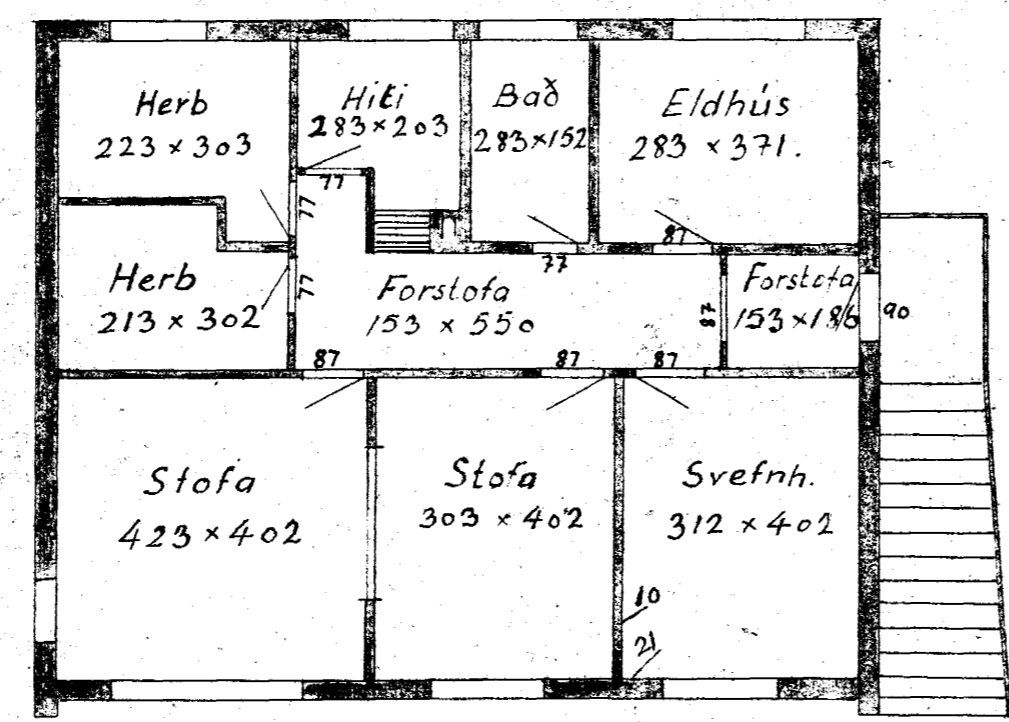 Herb
223 × 303
Hiti
283 × 203
Bað
283 × 152
Eldhús
283 × 371.
77
77
77
87
Herb
213 × 302
77
Forstofa
153 × 550
87
Forstofa
153 × 186
90
87
87
87
Stofa
423 × 402
Stofa
303 × 402
Svefnh.
312 × 402
10
21